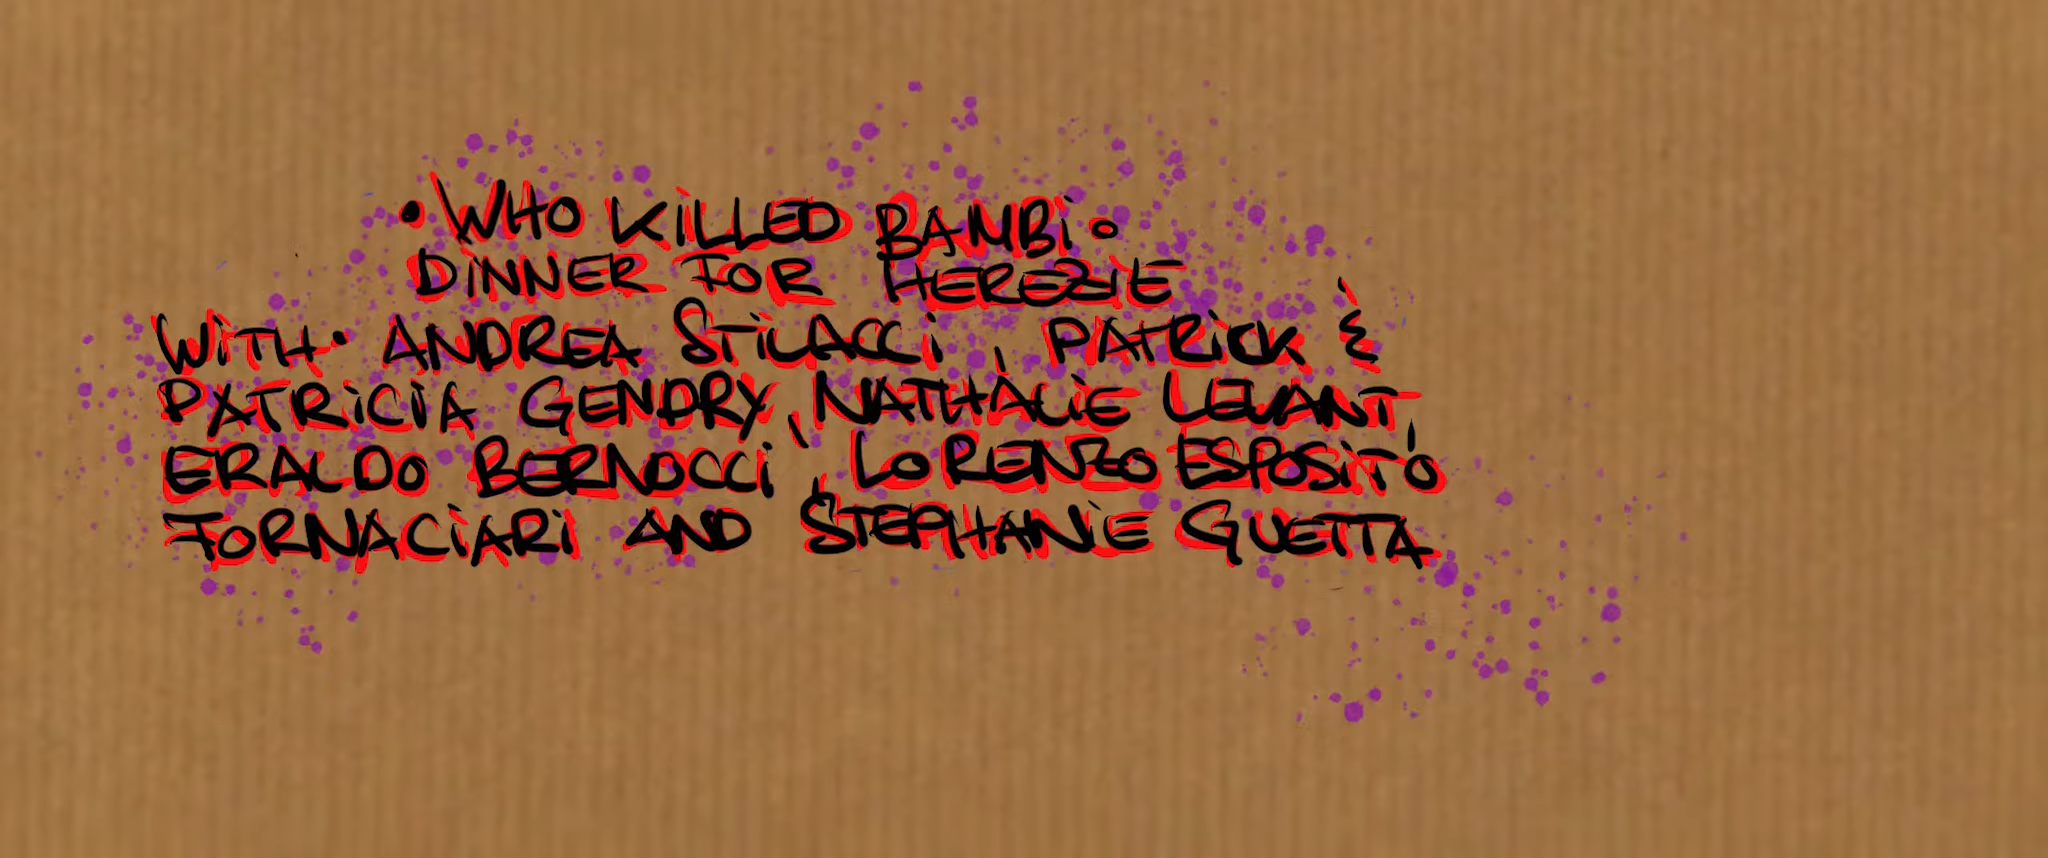 • WHO KiLLED BAMBi •
DiNNER FOR HEREZIE
WiTH• ANDREA STiLACCi, PATRiCK &
PATRiCiA GENDRY, NATHALiE LEVANT,
ERALDO BERNOCCi, LORENZO ESPOSiTO
FORNACiARi AND STEPHANiE GUETTA